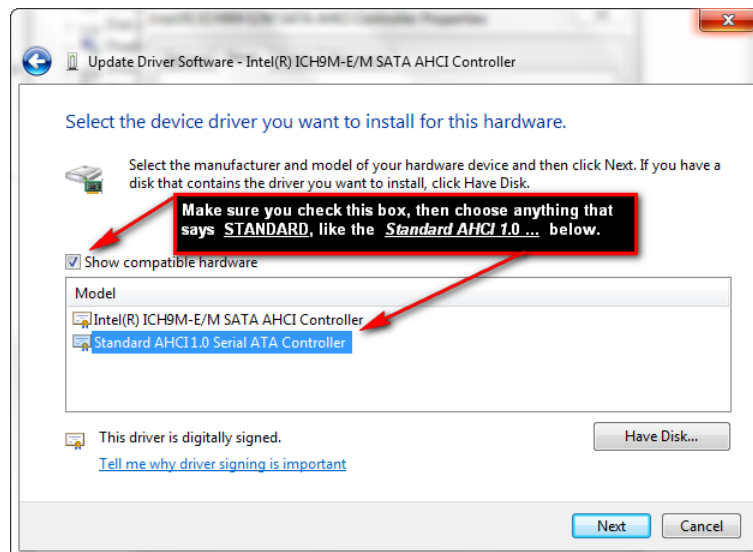 Update Driver Software - Intel(R) ICH9M-E/M SATA AHCI Controller
Select the device driver you want to install for this hardware.
Select the manufacturer and model of your hardware device and then click Next. If you have a
disk that contains the driver you want to install, click Have Disk.
Make sure you check this box, then choose anything that
says STANDARD, like the Standard AHCI 1.0 ... below.
Show compatible hardware
Model
Intel(R) ICH9M-E/M SATA AHCI Controller
Standard AHCI 1.0 Serial ATA Controller
This driver is digitally signed.
Have Disk...
Tell me why driver signing is important
Next
Cancel